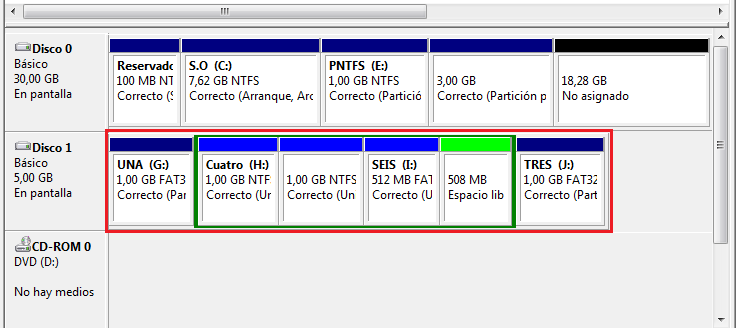 Disco 0
Básico
30,00 GB
En pantalla
Reservado
100 MB NT
Correcto (S
S.O (C:)
7,62 GB NTFS
Correcto (Arranque, Arc
PNTFS (E:)
1,00 GB NTFS
Correcto (Partició
3,00 GB
Correcto (Partición p
18,28 GB
No asignado
Disco 1
Básico
5,00 GB
En pantalla
UNA (G:)
1,00 GB FAT3
Correcto (Par
Cuatro (H:)
1,00 GB NTF
Correcto (Ur
1,00 GB NTFS
Correcto (Un
SEIS (I:)
512 MB FAT
Correcto (U
508 MB
Espacio lib
TRES (J:)
1,00 GB FAT32
Correcto (Part
CD-ROM 0
DVD (D:)
No hay medios